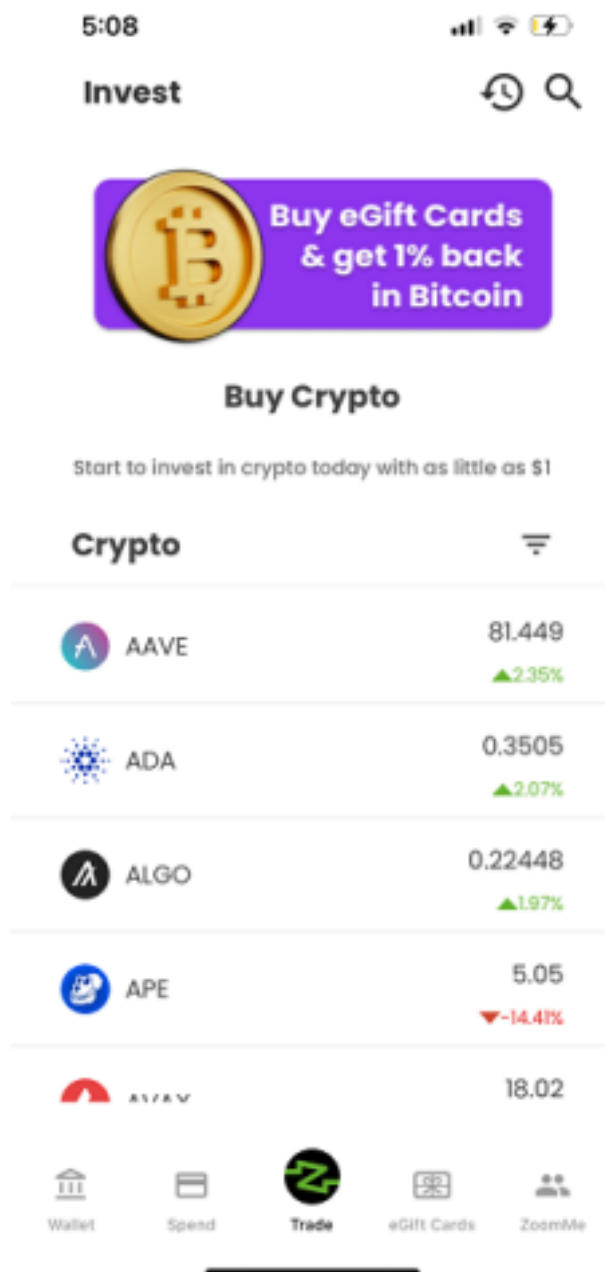 5:08
Invest
Buy eGift Cards
& get 1% back
in Bitcoin
Buy Crypto
Start to invest in crypto today with as little as $1
Crypto
AAVE 81.449
▲2.35%
ADA 0.3505
▲2.07%
ALGO 0.22448
▲1.97%
APE 5.05
▼-14.41%
AVAX 18.02
Wallet Spend Trade eGift Cards ZoomMe